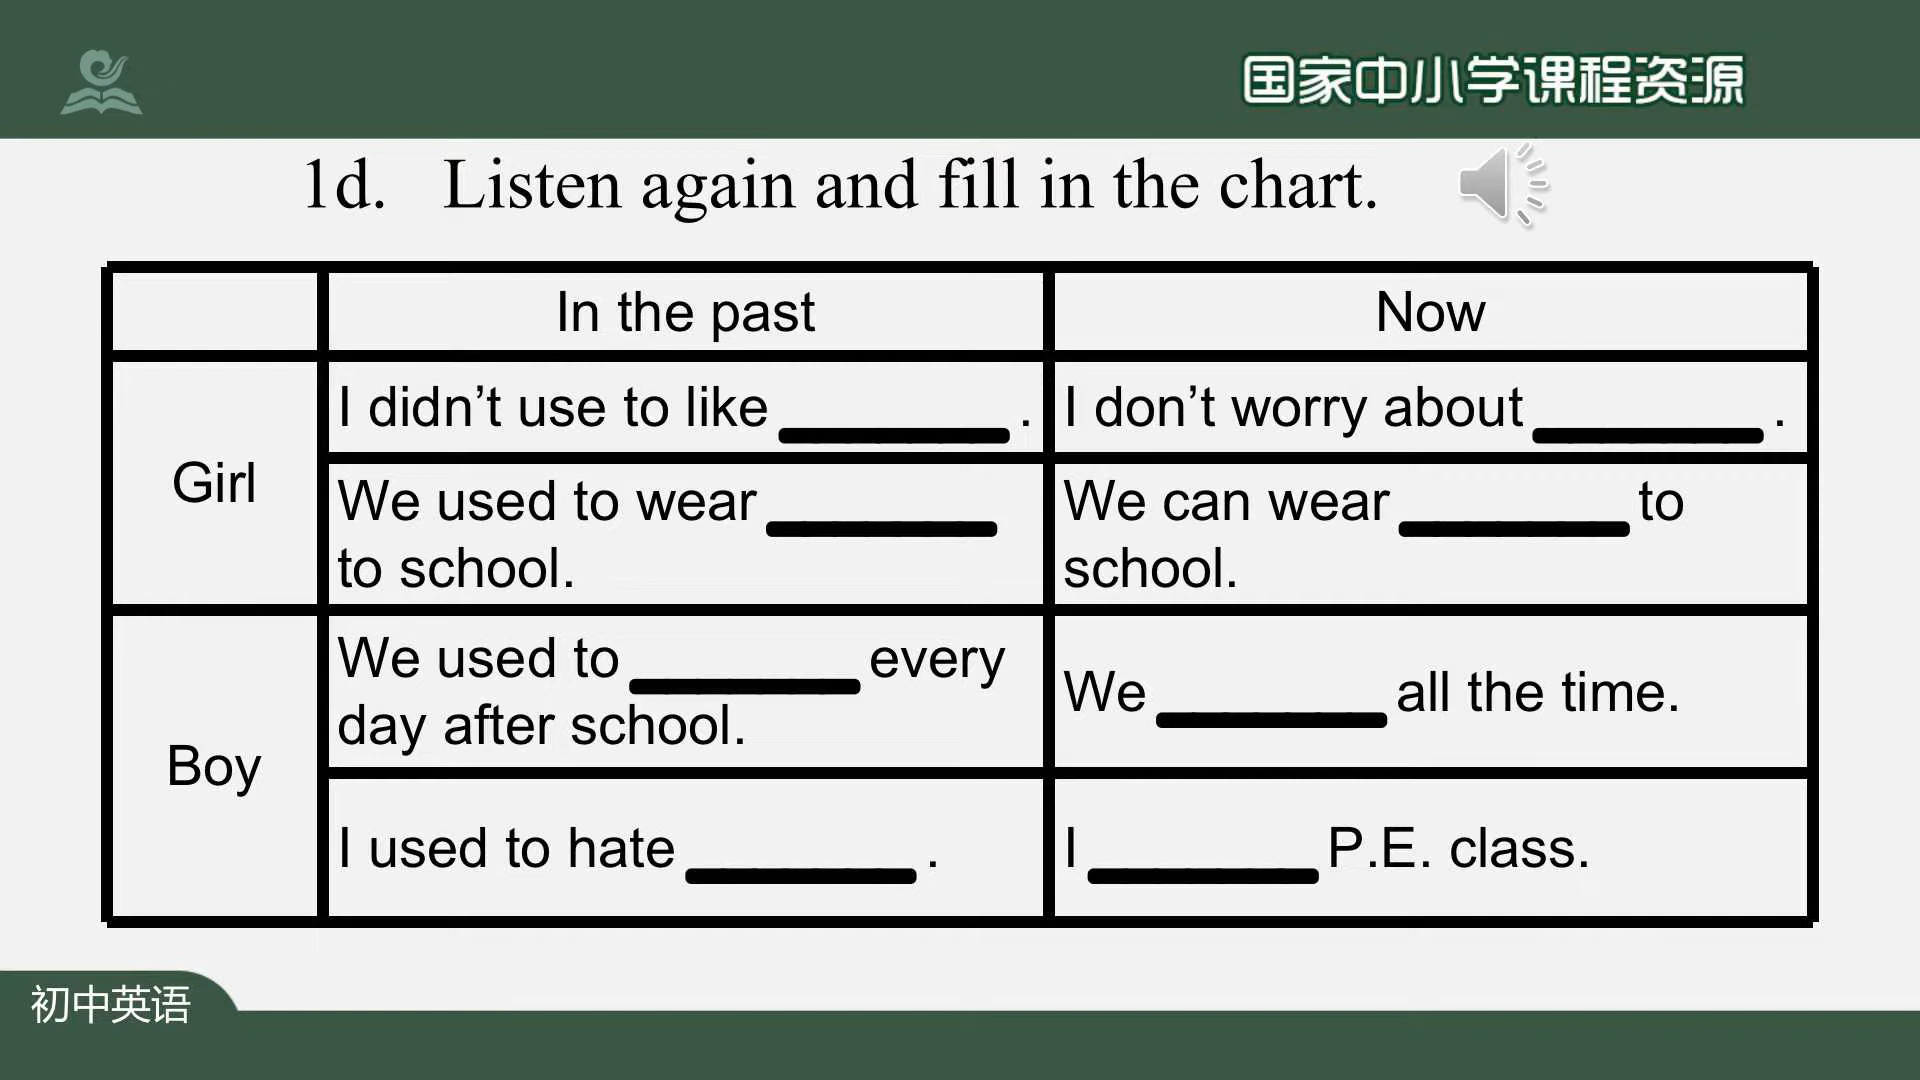 国家中小学课程资源
1d. Listen again and fill in the chart.
In the past
Now
Girl
I didn’t use to like ________ .
I don’t worry about ________ .
We used to wear ________
to school.
We can wear ________ to
school.
Boy
We used to ________ every
day after school.
We ________ all the time.
I used to hate ________ .
I ________ P.E. class.
初中英语